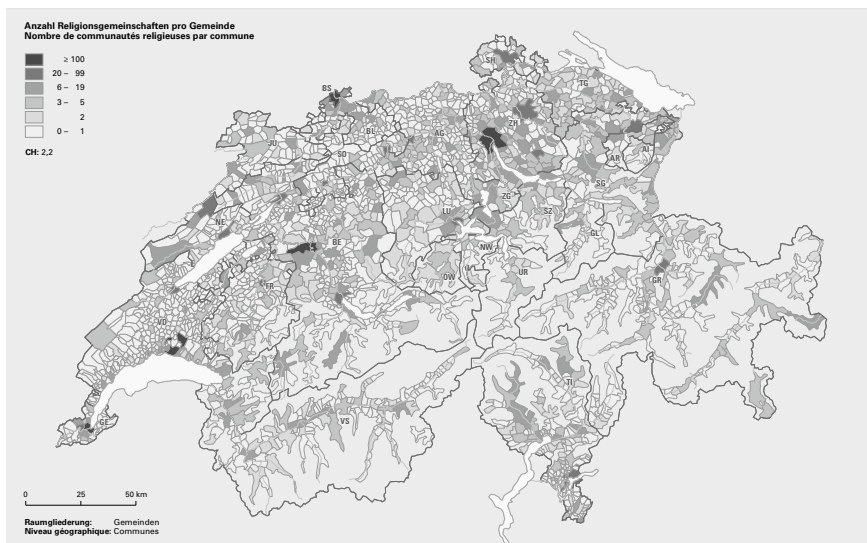 Anzahl Religionsgemeinschaften pro Gemeinde
Nombre de communautés religieuses par commune
≥ 100
20 – 99
6 – 19
3 – 5
2
0 – 1
CH: 2,2
SH
BS
TG
BL
AG
ZH
JU
SO
AR
AI
SG
ZG
LU
SZ
NE
BE
NW
GL
OW
UR
FR
GR
VD
TI
GE
VS
0 25 50 km
Raumgliederung: Gemeinden
Niveau géographique: Communes